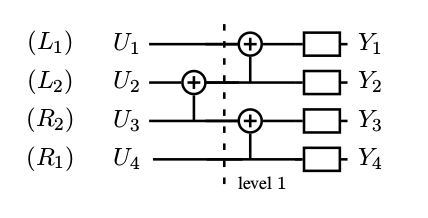 (L₁) U₁ Y₁
(L₂) U₂ Y₂
(R₂) U₃ Y₃
(R₁) U₄ Y₄
level 1